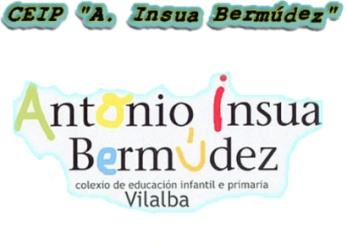 CEIP "A. Insua Bermúdez"
Antonio Insua
Bermúdez
colexio de educación infantil e primaria
Vilalba